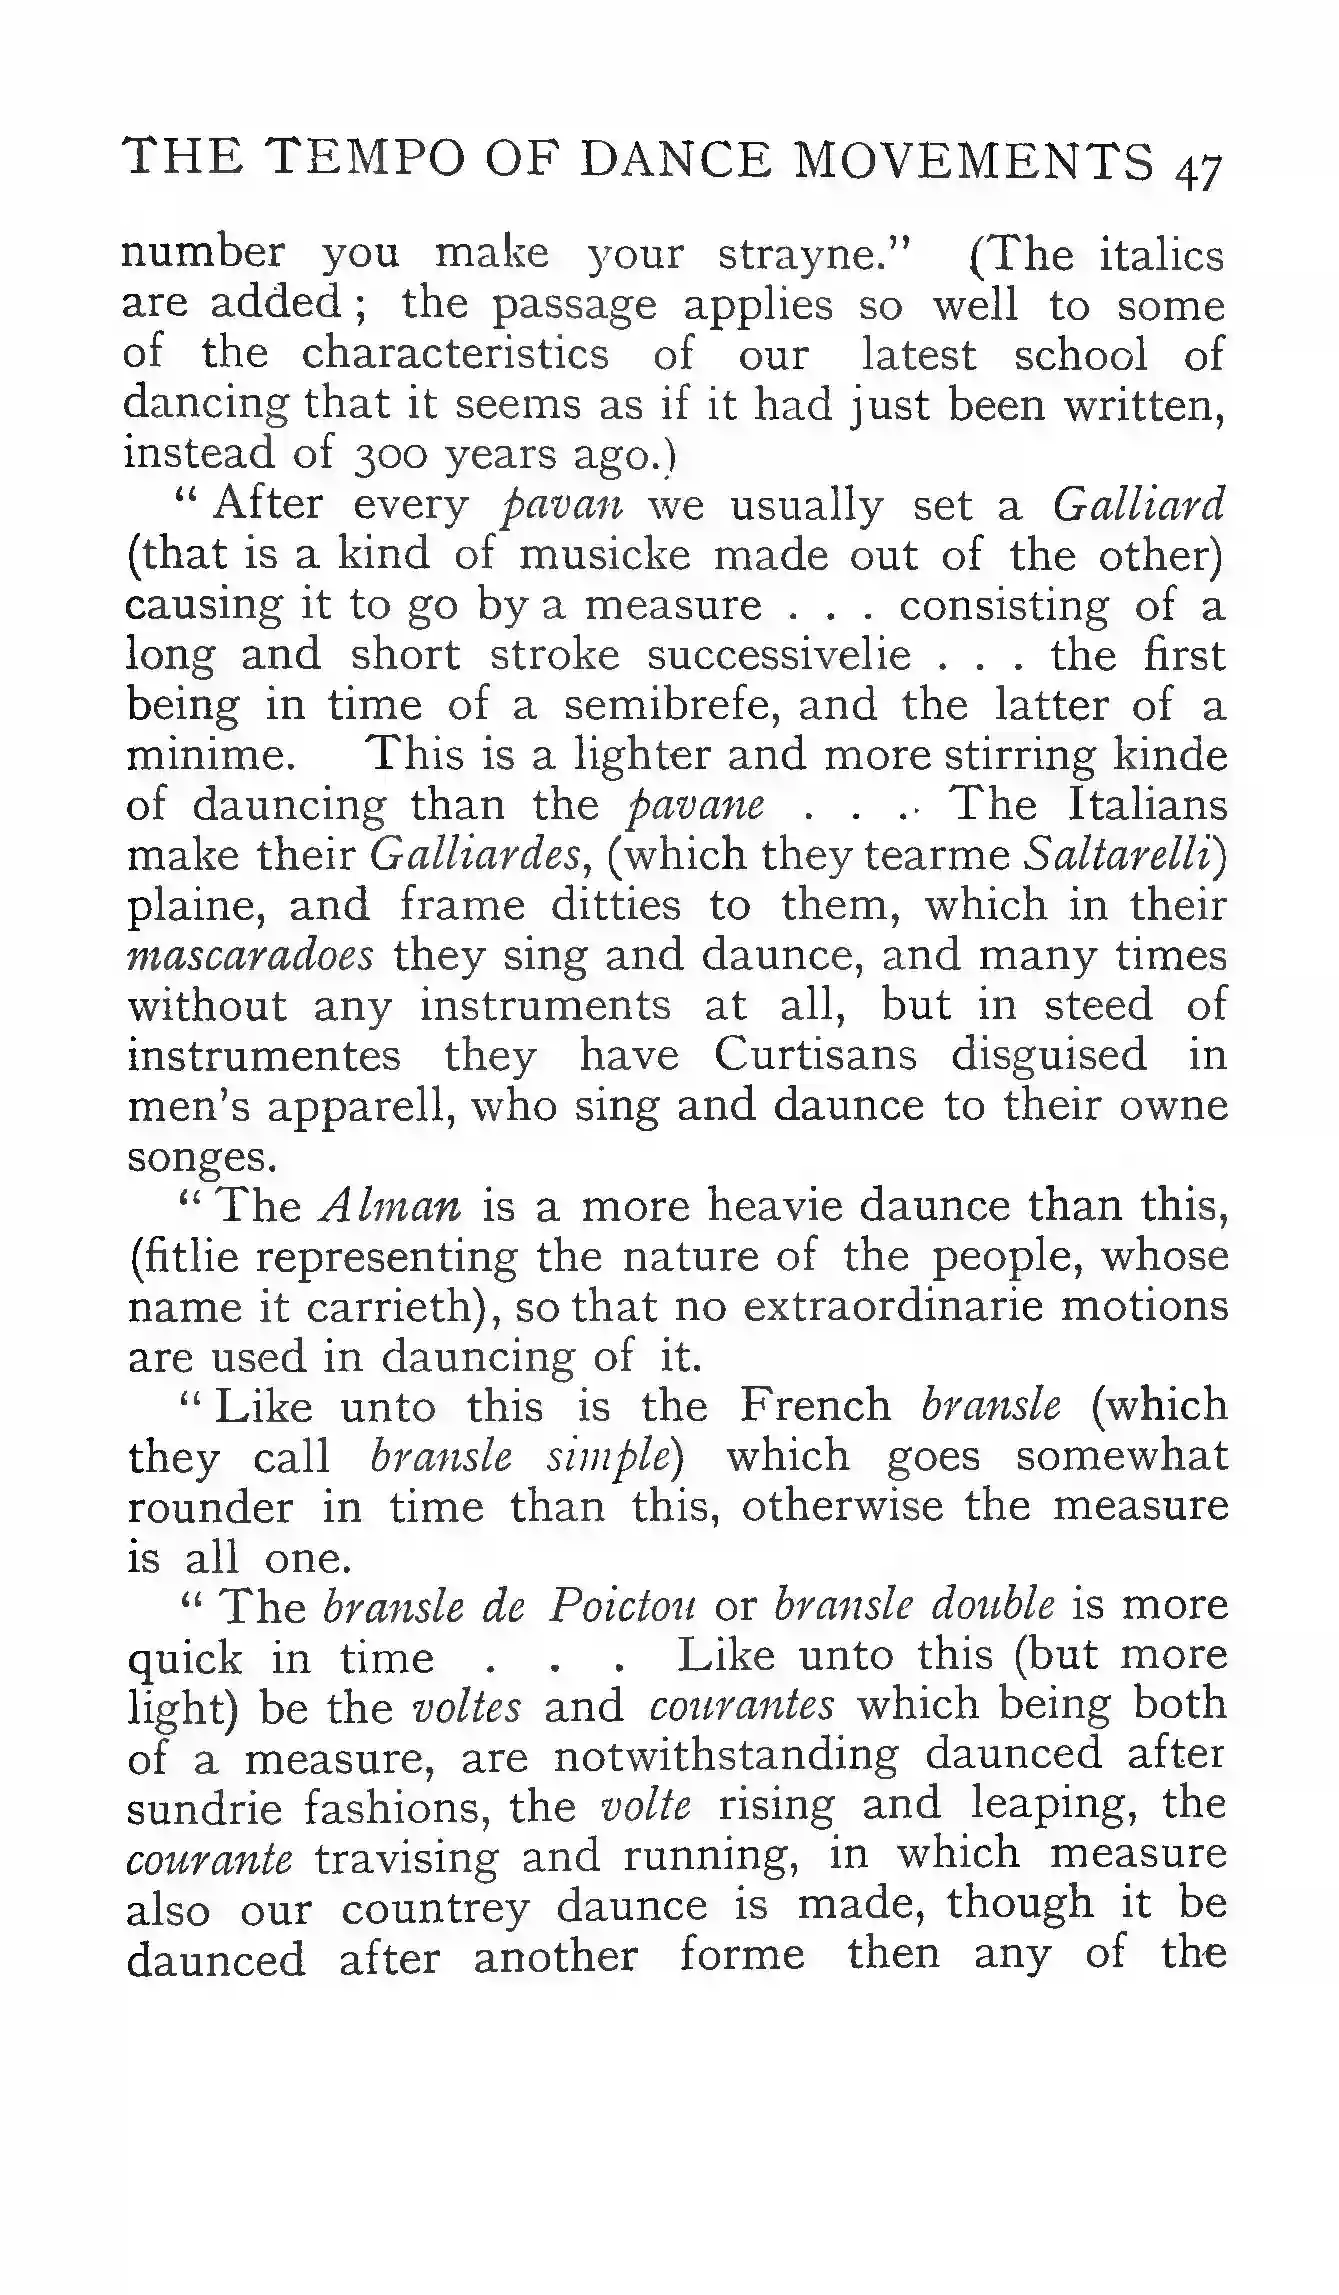 THE TEMPO OF DANCE MOVEMENTS 47
number you make your strayne.” (The italics
are added ; the passage applies so well to some
of the characteristics of our latest school of
dancing that it seems as if it had just been written,
instead of 300 years ago.)
“ After every pavan we usually set a Galliard
(that is a kind of musicke made out of the other)
causing it to go by a measure . . . consisting of a
long and short stroke successivelie . . . the first
being in time of a semibrefe, and the latter of a
minime. This is a lighter and more stirring kinde
of dauncing than the pavane . . . The Italians
make their Galliardes, (which they tearme Saltarelli)
plaine, and frame ditties to them, which in their
mascaradoes they sing and daunce, and many times
without any instruments at all, but in steed of
instrumentes they have Curtisans disguised in
men’s apparell, who sing and daunce to their owne
songes.
“ The Alman is a more heavie daunce than this,
(fitlie representing the nature of the people, whose
name it carrieth), so that no extraordinarie motions
are used in dauncing of it.
“ Like unto this is the French bransle (which
they call bransle simple) which goes somewhat
rounder in time than this, otherwise the measure
is all one.
“ The bransle de Poictou or bransle double is more
quick in time . . . Like unto this (but more
light) be the voltes and courantes which being both
of a measure, are notwithstanding daunced after
sundrie fashions, the volte rising and leaping, the
courante travising and running, in which measure
also our countrey daunce is made, though it be
daunced after another forme then any of the